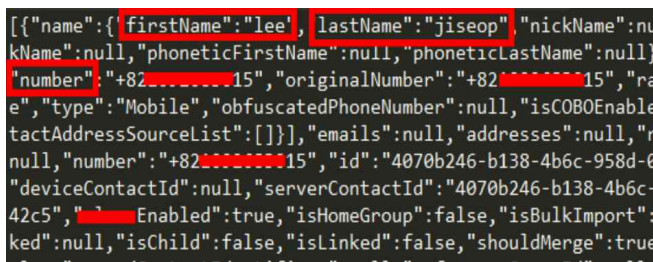 [{"name":{"firstName":"lee", "lastName":"jiseop","nickName":nu
kName":null,"phoneticFirstName":null,"phoneticLastName":null}
"number":"+82 15","originalNumber":"+82 15","ra
e","type":"Mobile","obfuscatedPhoneNumber":null,"isCOBOEnable
tactAddressSourceList":[]}],"emails":null,"addresses":null,"r
null,"number":"+82 15","id":"4070b246-b138-4b6c-958d-0
"deviceContactId":null,"serverContactId":"4070b246-b138-4b6c-
42c5"," Enabled":true,"isHomeGroup":false,"isBulkImport":
ked":null,"isChild":false,"isLinked":false,"shouldMerge":true